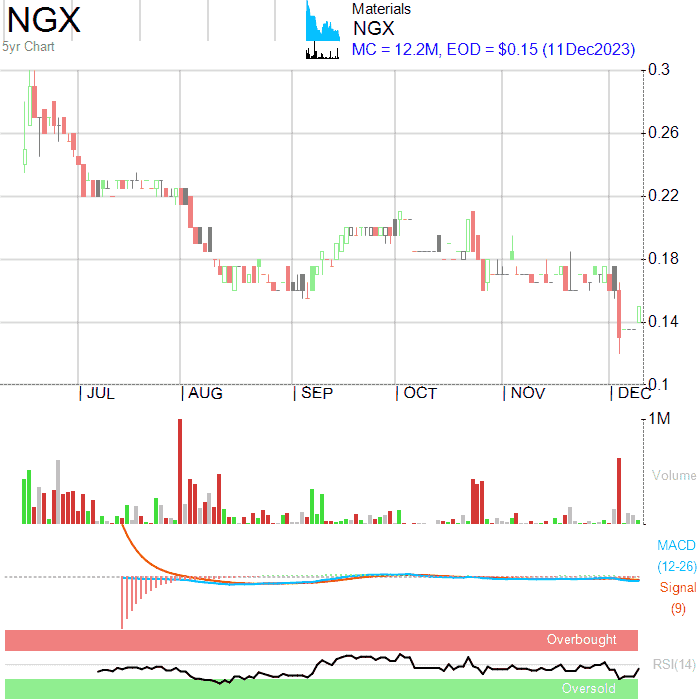 NGX
5yr Chart
Materials
NGX
MC = 12.2M, EOD = $0.15 (11Dec2023)
0.3
0.26
0.22
0.18
0.14
0.1
JUL AUG SEP OCT NOV DEC
1M
Volume
MACD
(12-26)
Signal
(9)
Overbought
RSI(14)
Oversold